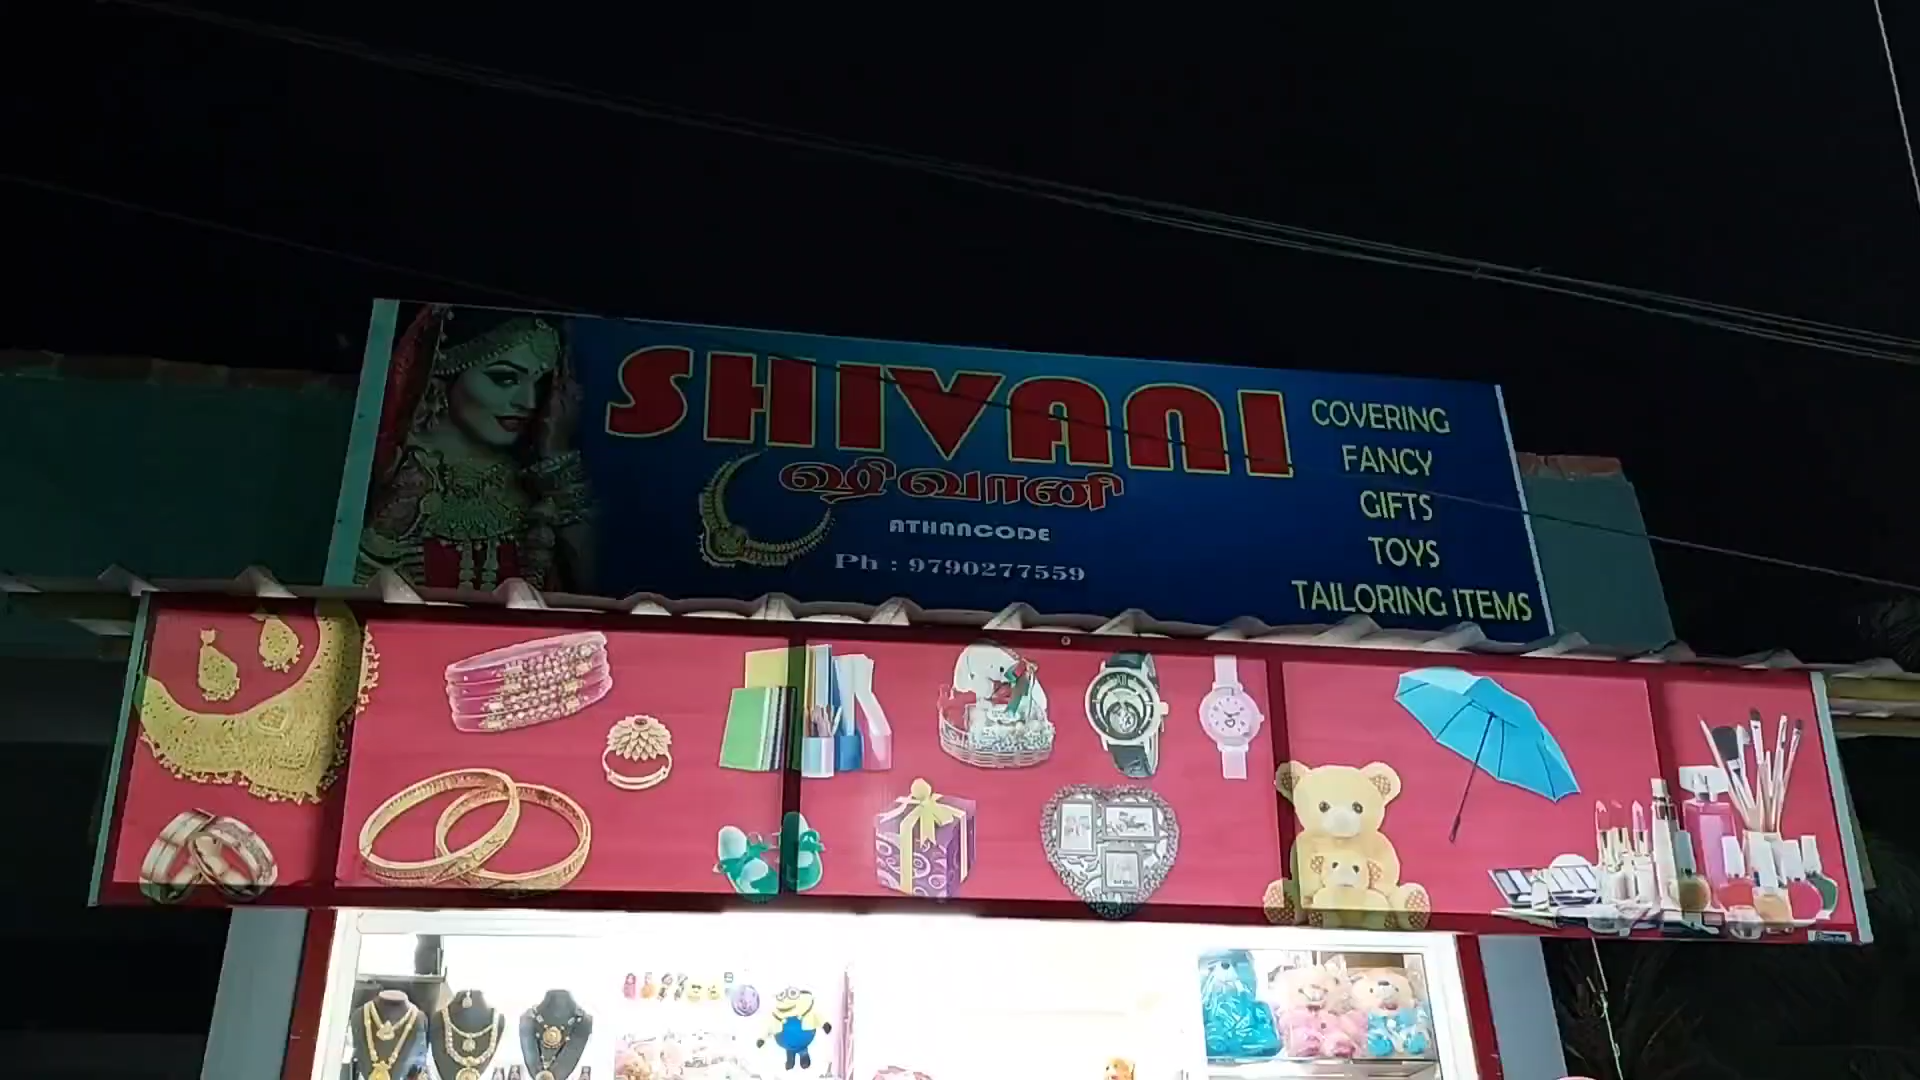 SHIVANI
ஷிவானி
ATHANCODE
Ph : 9790277559
COVERING
FANCY
GIFTS
TOYS
TAILORING ITEMS